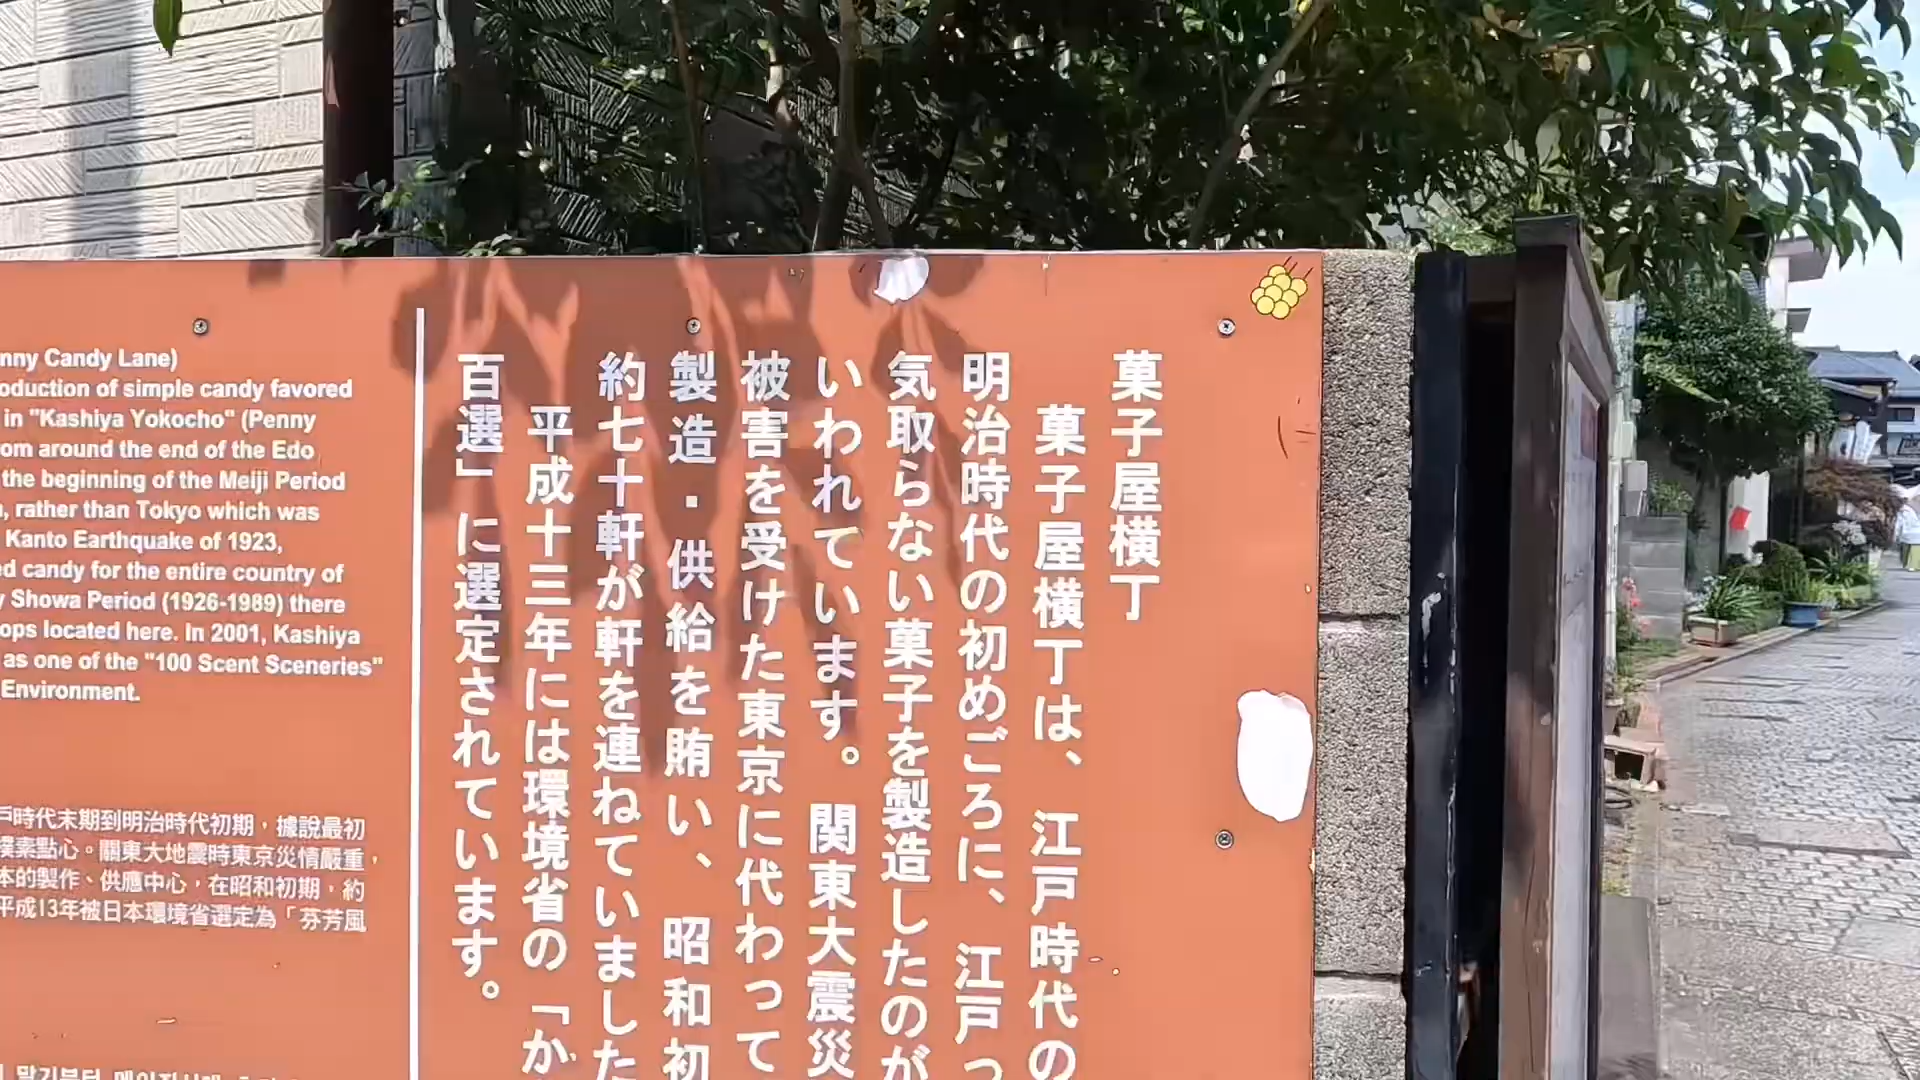 菓子屋横丁
菓子屋横丁は、江戸時代の
明治時代の初めごろに、江戸っ
気取らない菓子を製造したのが
いわれています。関東大震災
被害を受けた東京に代わって
製造・供給を賄い、昭和初
約七十軒が軒を連ねていました
平成十三年には環境省の「か
百選」に選定されています。
nny Candy Lane)
oduction of simple candy favored
in "Kashiya Yokocho" (Penny
om around the end of the Edo
the beginning of the Meiji Period
, rather than Tokyo which was
Kanto Earthquake of 1923,
ed candy for the entire country of
y Showa Period (1926-1989) there
ops located here. In 2001, Kashiya
as one of the "100 Scent Sceneries"
Environment.
戶時代末期到明治時代初期，據說最初
樸素點心。關東大地震時東京災情嚴重，
本的製作、供應中心，在昭和初期，約
平成13年被日本環境省選定為「芬芳風